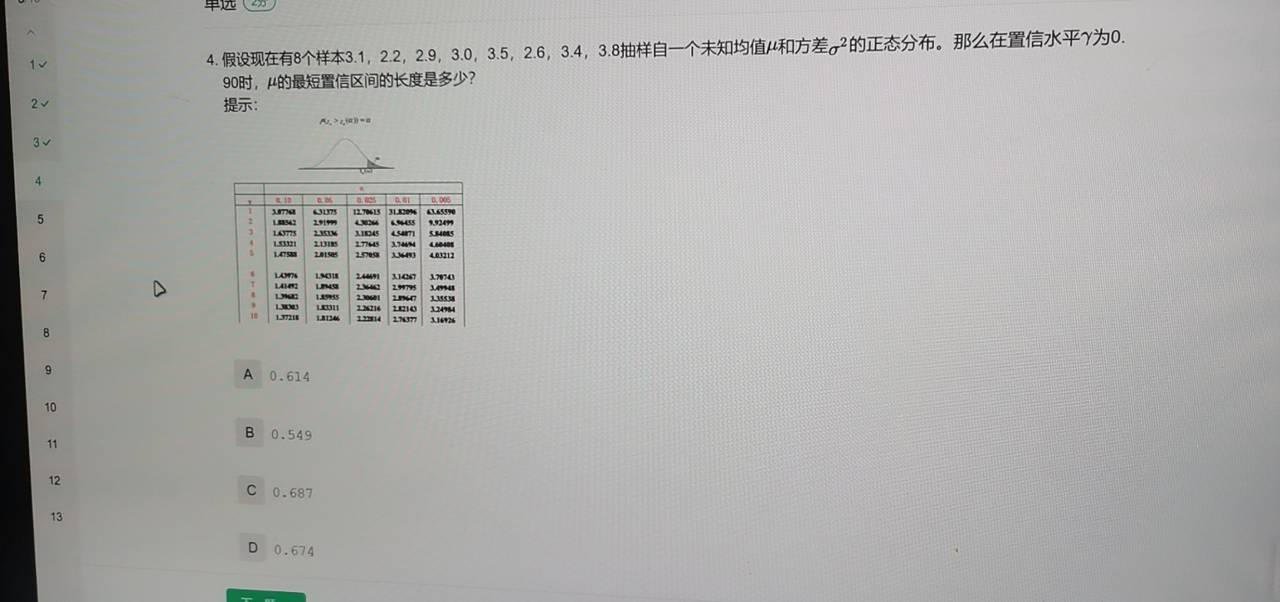 单选 2分
4. 假设现在有8个样本3.1，2.2，2.9，3.0，3.5，2.6，3.4，3.8抽样自一个未知均值μ和方差σ²的正态分布。那么在置信水平γ为0.
90时，μ的最短置信区间的长度是多少？
提示：
α
0.10 0.05 0.025 0.01 0.005
1 3.07768 6.31375 12.70615 31.82096 63.65590
2 1.88562 2.91999 4.30266 6.96455 9.92499
3 1.63775 2.35336 3.18245 4.54071 5.84085
4 1.53321 2.13185 2.77645 3.74694 4.60408
5 1.47588 2.01505 2.57058 3.36493 4.03212
6 1.43976 1.94318 2.44691 3.14267 3.70743
7 1.41492 1.89458 2.36462 2.99795 3.49948
8 1.39682 1.85955 2.30601 2.89647 3.35538
9 1.38303 1.83311 2.26216 2.82143 3.24984
10 1.37218 1.81246 2.22814 2.76377 3.16926
A 0.614
B 0.549
C 0.687
D 0.674
1
2
3
4
5
6
7
8
9
10
11
12
13